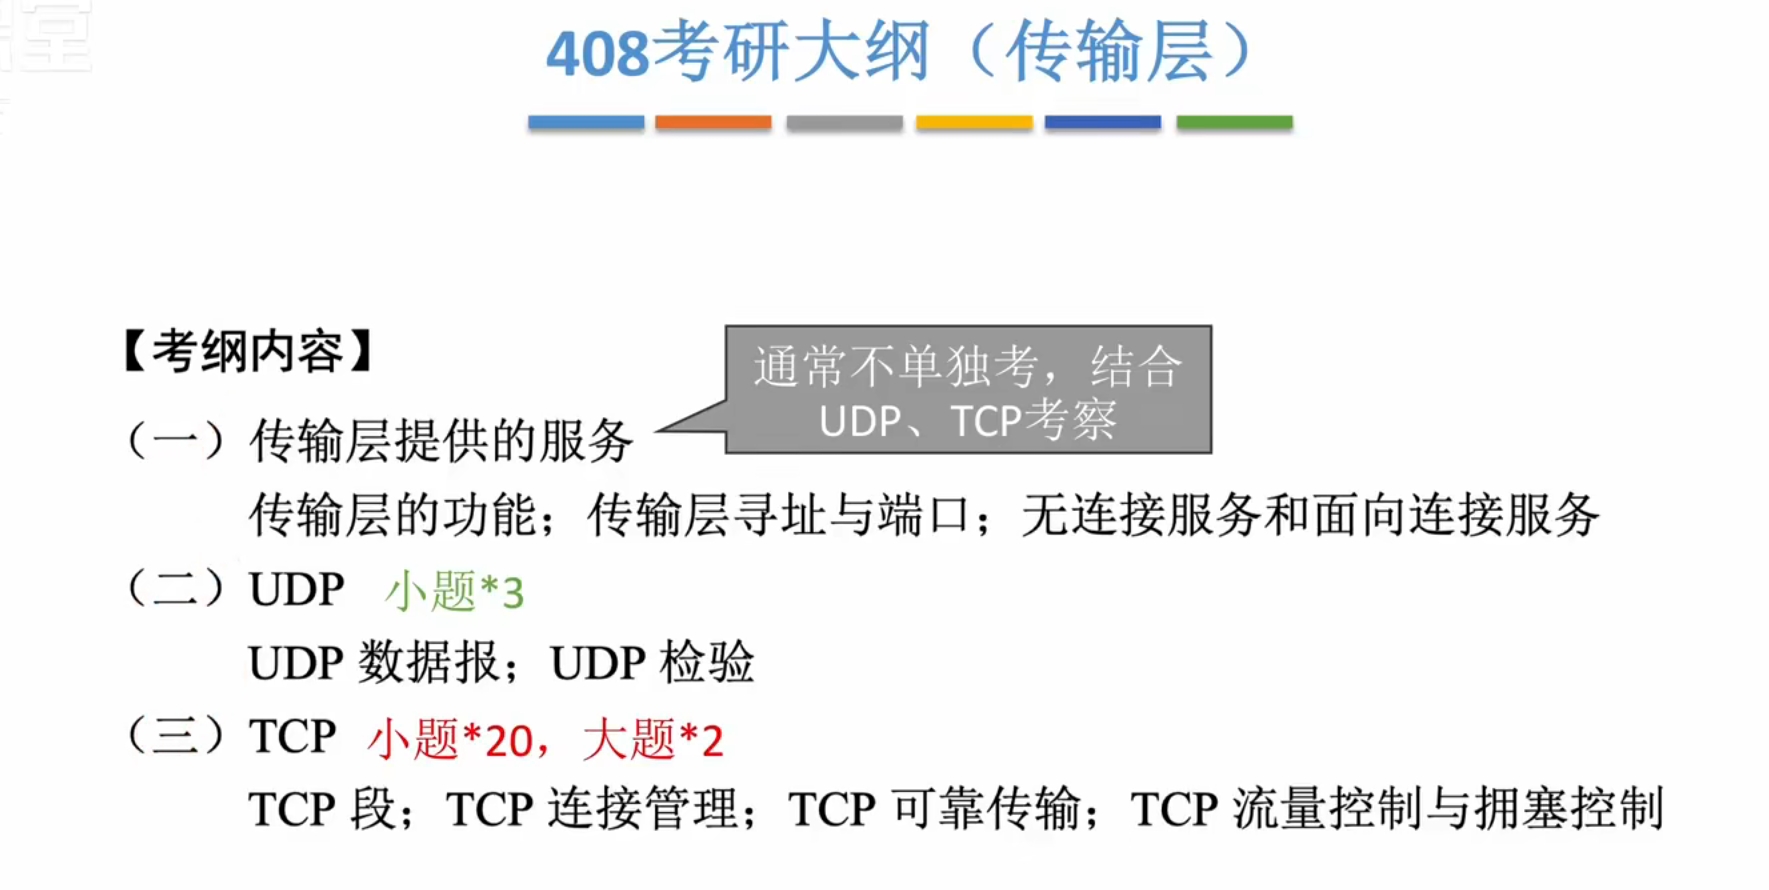 408考研大纲（传输层）
【考纲内容】
通常不单独考，结合
UDP、TCP考察
（一）传输层提供的服务
传输层的功能；传输层寻址与端口；无连接服务和面向连接服务
（二）UDP 小题*3
UDP 数据报；UDP 检验
（三）TCP 小题*20，大题*2
TCP 段；TCP 连接管理；TCP 可靠传输；TCP 流量控制与拥塞控制